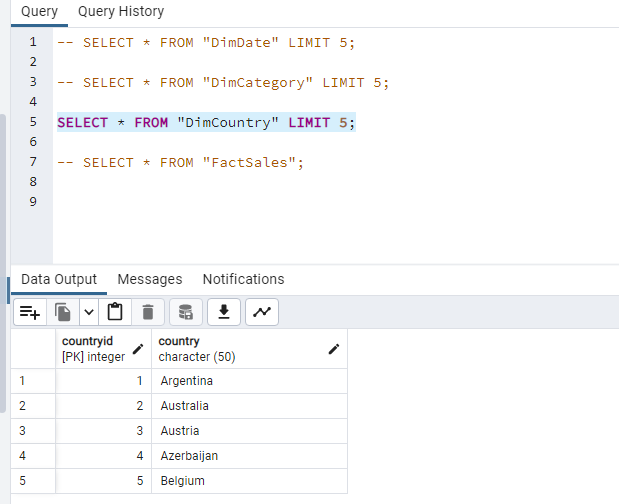 Query Query History
1 -- SELECT * FROM "DimDate" LIMIT 5;
2
3 -- SELECT * FROM "DimCategory" LIMIT 5;
4
5 SELECT * FROM "DimCountry" LIMIT 5;
6
7 -- SELECT * FROM "FactSales";
8
9
Data Output Messages Notifications
countryid country
[PK] integer character (50)
1 1 Argentina
2 2 Australia
3 3 Austria
4 4 Azerbaijan
5 5 Belgium